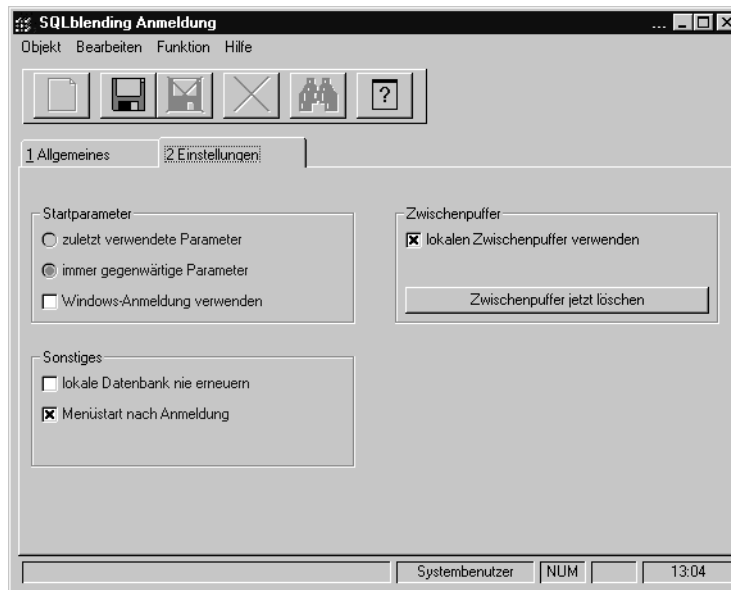 SQLblending Anmeldung ...
Objekt Bearbeiten Funktion Hilfe
?
1 Allgemeines 2 Einstellungen
Startparameter
zuletzt verwendete Parameter
immer gegenwärtige Parameter
Windows-Anmeldung verwenden
Zwischenpuffer
lokalen Zwischenpuffer verwenden
Zwischenpuffer jetzt löschen
Sonstiges
lokale Datenbank nie erneuern
Menüstart nach Anmeldung
Systembenutzer NUM 13:04